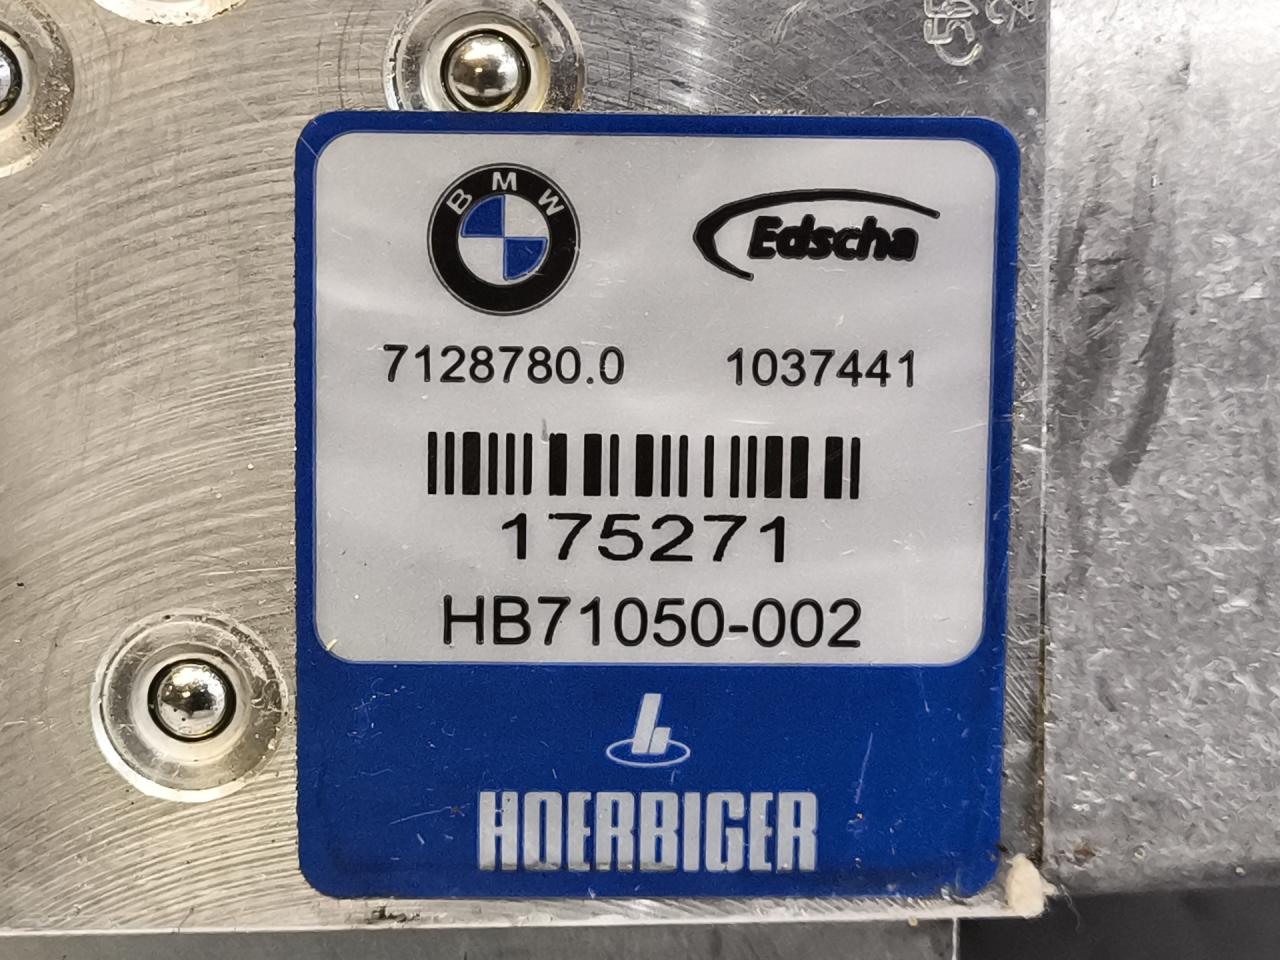 BMW
Edscha
7128780.0 1037441
175271
HB71050-002
HOERBIGER